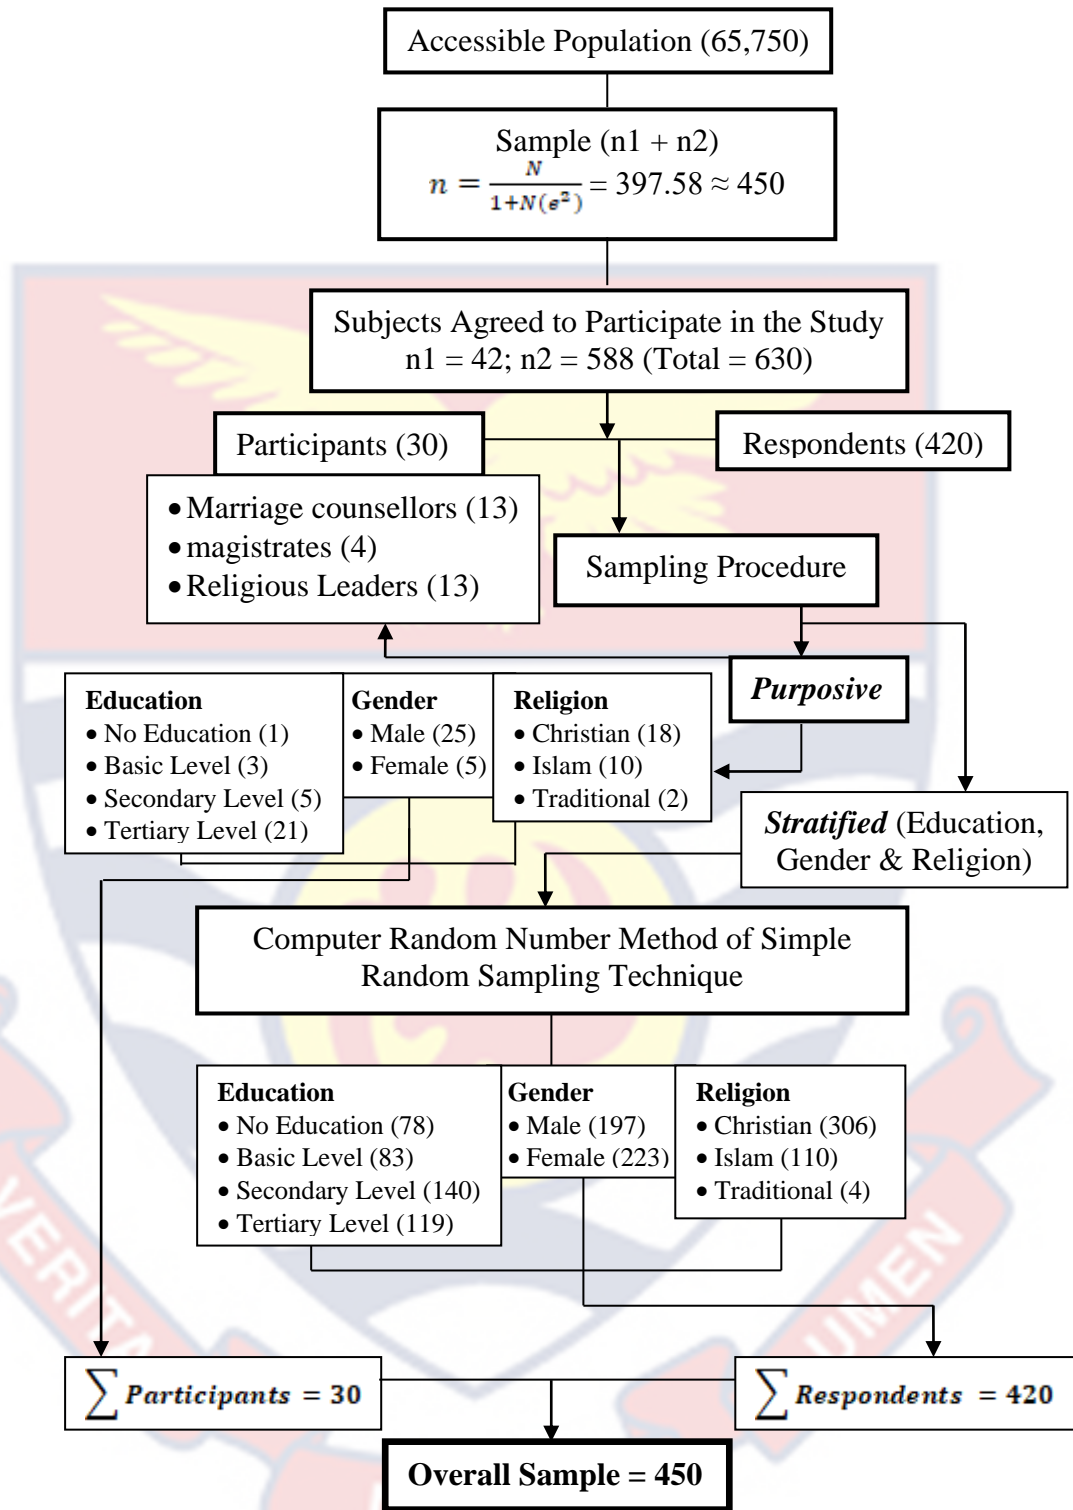 Accessible Population (65,750)
Sample (n1 + n2)
n = N / 1+N(e²) = 397.58 ≈ 450
Subjects Agreed to Participate in the Study
n1 = 42; n2 = 588 (Total = 630)
Participants (30)
Respondents (420)
• Marriage counsellors (13)
• magistrates (4)
• Religious Leaders (13)
Sampling Procedure
Purposive
Education
• No Education (1)
• Basic Level (3)
• Secondary Level (5)
• Tertiary Level (21)
Gender
• Male (25)
• Female (5)
Religion
• Christian (18)
• Islam (10)
• Traditional (2)
Stratified (Education,
Gender & Religion)
Computer Random Number Method of Simple
Random Sampling Technique
Education
• No Education (78)
• Basic Level (83)
• Secondary Level (140)
• Tertiary Level (119)
Gender
• Male (197)
• Female (223)
Religion
• Christian (306)
• Islam (110)
• Traditional (4)
VERITA
UMEN
∑ Participants = 30
∑ Respondents = 420
Overall Sample = 450